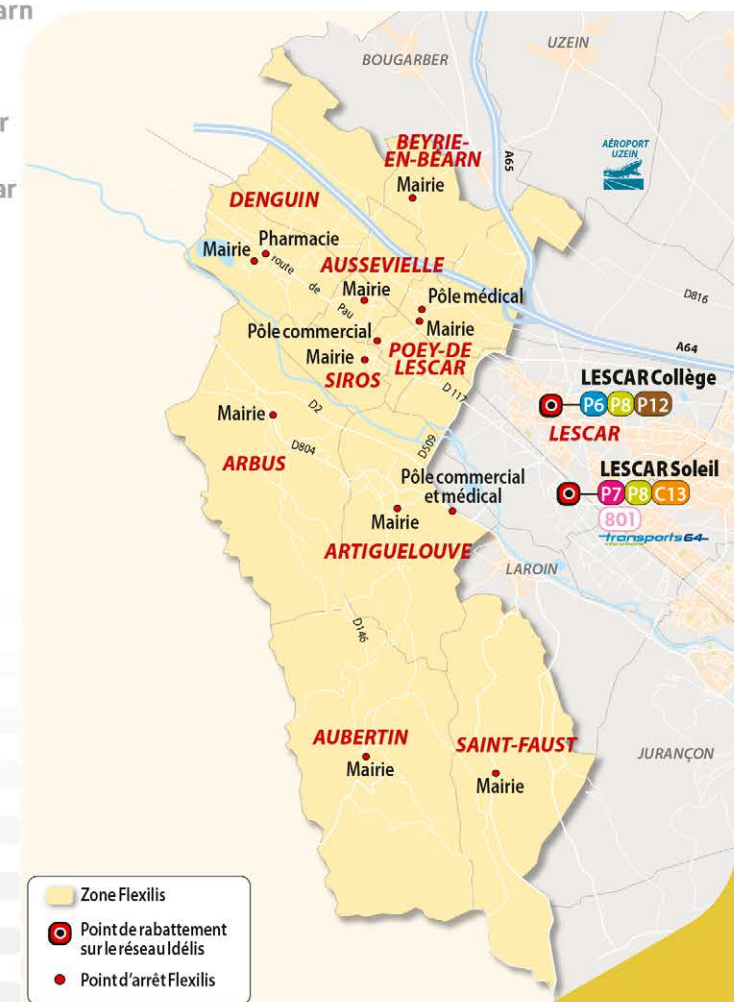 arn
r
ar
BOUGARBER
UZEIN
A65
AÉROPORT
UZEIN
BEYRIE-
EN-BÉARN
Mairie
DENGUIN
Mairie
Pharmacie
route de Pau
AUSSEVIELLE
Mairie
Pôle médical
Mairie
Pôle commercial
Mairie
POEY-DE
LESCAR
SIROS
D816
A64
D 117
LESCAR Collège
P6 P8 P12
LESCAR
D2
D509
Mairie
D804
ARBUS
LESCAR Soleil
P7 P8 C13
801
transports64
Pôle commercial
et médical
Mairie
ARTIGUELOUVE
LAROIN
D146
AUBERTIN
Mairie
SAINT-FAUST
Mairie
JURANÇON
Zone Flexilis
Point de rabattement
sur le réseau Idélis
Point d'arrêt Flexilis